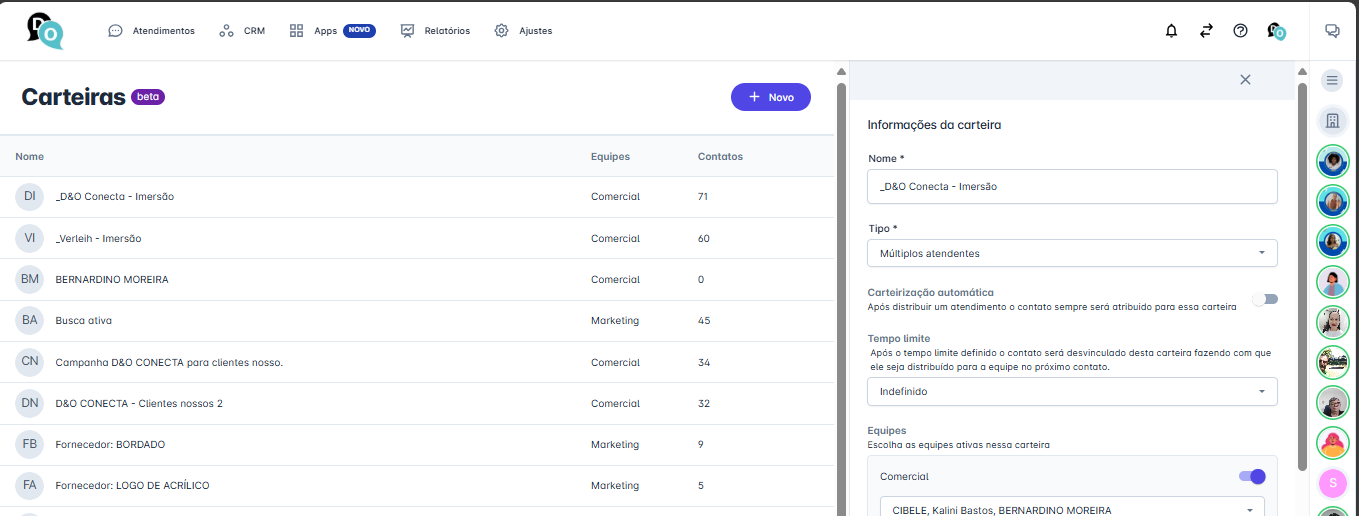 D
O
Atendimentos
CRM
Apps NOVO
Relatórios
Ajustes
D
O
Carteiras beta
+ Novo
Nome Equipes Contatos
DI _D&O Conecta - Imersão Comercial 71
VI _Verleih - Imersão Comercial 60
BM BERNARDINO MOREIRA Comercial 0
BA Busca ativa Marketing 45
CN Campanha D&O CONECTA para clientes nosso. Comercial 34
DN D&O CONECTA - Clientes nossos 2 Comercial 32
FB Fornecedor: BORDADO Marketing 9
FA Fornecedor: LOGO DE ACRÍLICO Marketing 5
Informações da carteira
Nome *
_D&O Conecta - Imersão
Tipo *
Múltiplos atendentes
Carteirização automática
Após distribuir um atendimento o contato sempre será atribuido para essa carteira
Tempo limite
Após o tempo limite definido o contato será desvinculado desta carteira fazendo com que
ele seja distribuído para a equipe no próximo contato.
Indefinido
Equipes
Escolha as equipes ativas nessa carteira
Comercial
CIBELE, Kalini Bastos, BERNARDINO MOREIRA
S